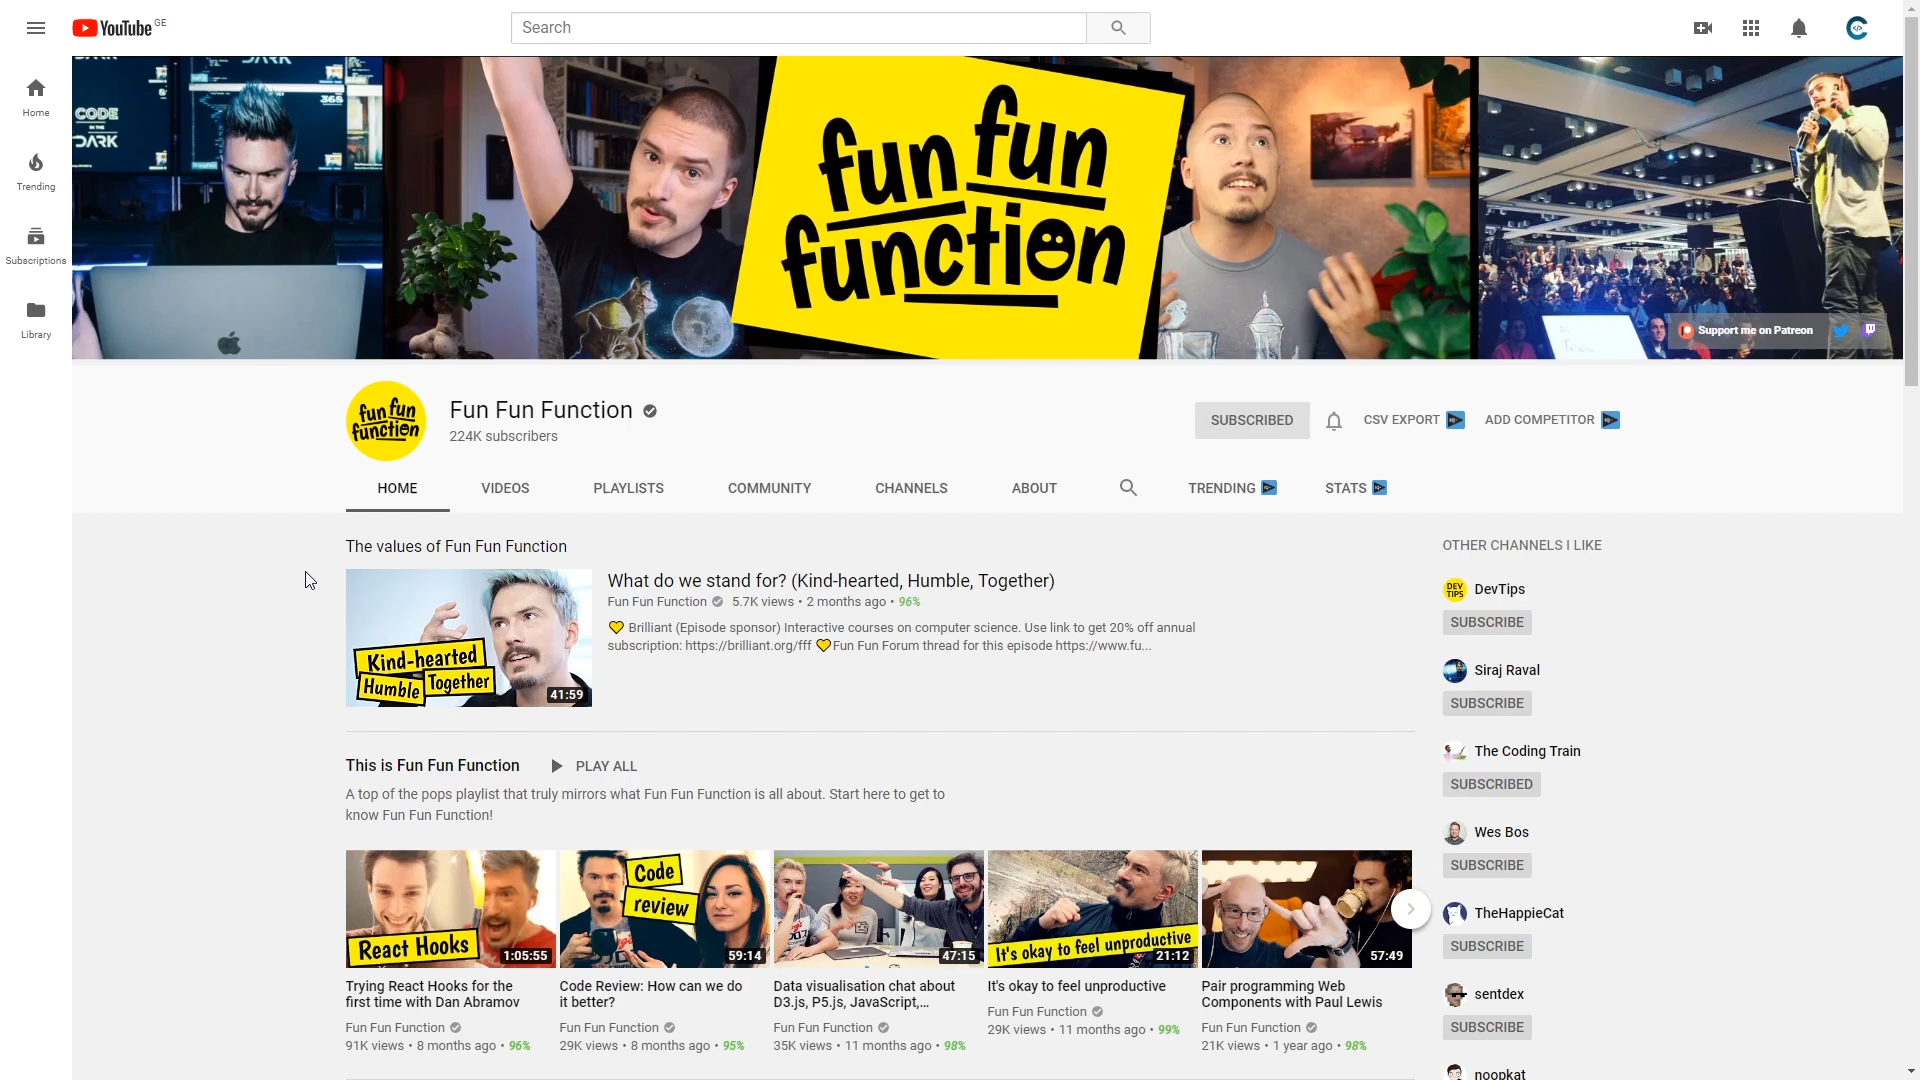 YouTube GE
Search
Home
Trending
Subscriptions
Library
CODE
IN THE
DARK
DARK
fun fun
function
Support me on Patreon
fun fun
function
Fun Fun Function
224K subscribers
SUBSCRIBED
CSV EXPORT
ADD COMPETITOR
HOME
VIDEOS
PLAYLISTS
COMMUNITY
CHANNELS
ABOUT
TRENDING
STATS
The values of Fun Fun Function
Kind-hearted
Humble
Together
41:59
What do we stand for? (Kind-hearted, Humble, Together)
Fun Fun Function 5.7K views • 2 months ago • 96%
💛 Brilliant (Episode sponsor) Interactive courses on computer science. Use link to get 20% off annual
subscription: https://brilliant.org/fff 💛Fun Fun Forum thread for this episode https://www.fu...
This is Fun Fun Function
PLAY ALL
A top of the pops playlist that truly mirrors what Fun Fun Function is all about. Start here to get to
know Fun Fun Function!
React Hooks
1:05:55
Trying React Hooks for the
first time with Dan Abramov
Fun Fun Function
91K views • 8 months ago • 96%
Code
review
59:14
Code Review: How can we do
it better?
Fun Fun Function
29K views • 8 months ago • 95%
47:15
Data visualisation chat about
D3.js, P5.js, JavaScript,...
Fun Fun Function
35K views • 11 months ago • 98%
It's okay to feel unproductive
21:12
It's okay to feel unproductive
Fun Fun Function
29K views • 11 months ago • 99%
57:49
Pair programming Web
Components with Paul Lewis
Fun Fun Function
21K views • 1 year ago • 98%
OTHER CHANNELS I LIKE
DEV
TIPS
DevTips
SUBSCRIBE
Siraj Raval
SUBSCRIBE
The Coding Train
SUBSCRIBED
Wes Bos
SUBSCRIBE
TheHappieCat
SUBSCRIBE
sentdex
SUBSCRIBE
noopkat